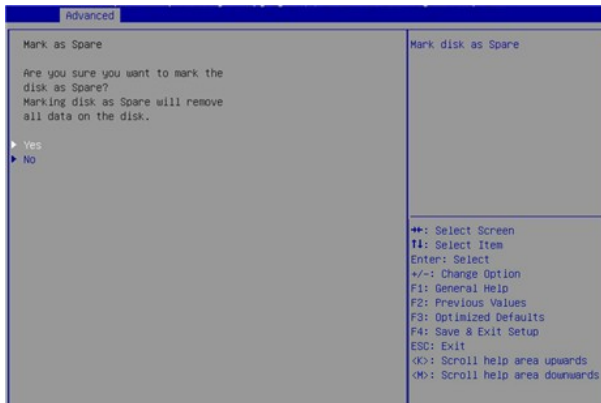 Advanced
Mark as Spare
Are you sure you want to mark the
disk as Spare?
Marking disk as Spare will remove
all data on the disk.
Yes
No
Mark disk as Spare
→←: Select Screen
↑↓: Select Item
Enter: Select
+/-: Change Option
F1: General Help
F2: Previous Values
F3: Optimized Defaults
F4: Save & Exit Setup
ESC: Exit
<K>: Scroll help area upwards
<M>: Scroll help area downwards